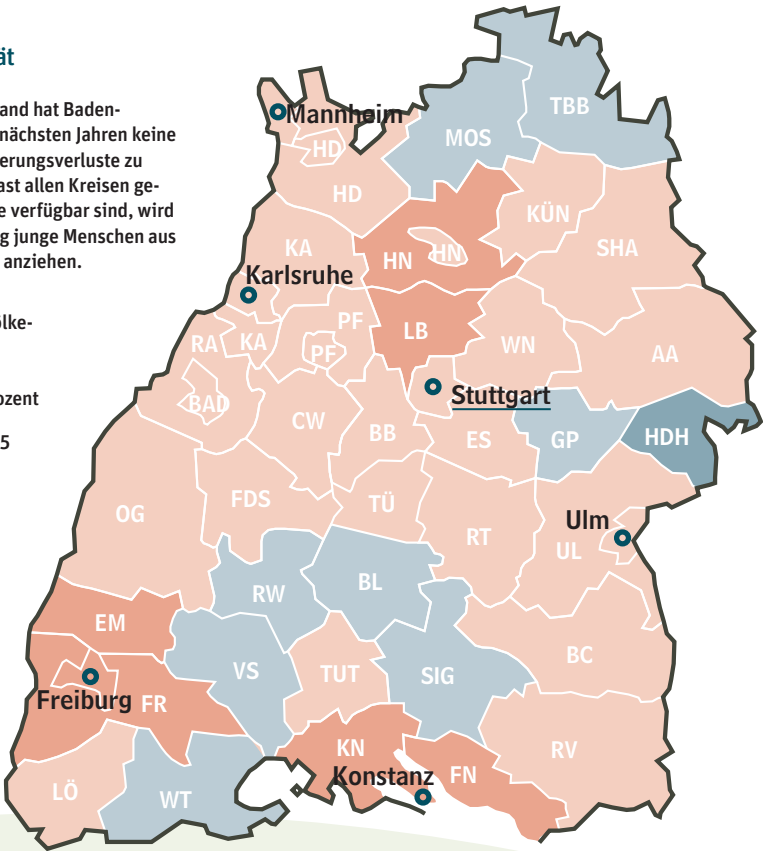 ät
and hat Baden-
nächsten Jahren keine
erungsverluste zu
ast allen Kreisen ge-
e verfügbar sind, wird
g junge Menschen aus
anziehen.
ölke-
ozent
5
TBB
Mannheim
MOS
HD
HD
KÜN
KA
HN
HN
SHA
Karlsruhe
PF
LB
RA
KA
PF
WN
AA
Stuttgart
BAD
CW
BB
ES
GP
HDH
FDS
TÜ
OG
Ulm
RT
UL
RW
BL
EM
BC
VS
TUT
SIG
Freiburg
FR
KN
RV
Konstanz
FN
LÖ
WT